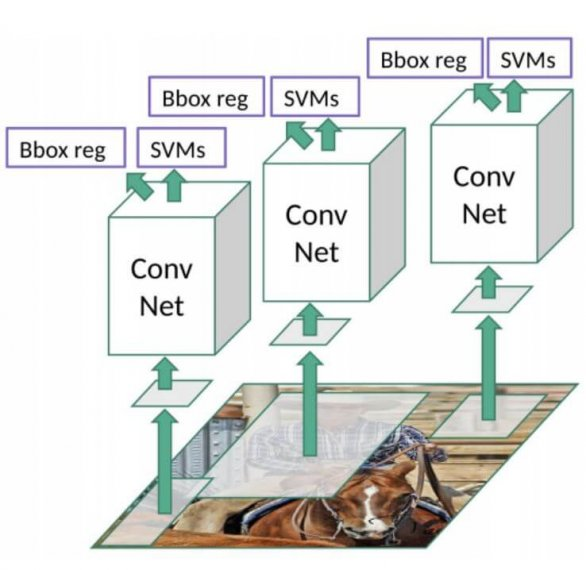 Bbox reg
SVMs
Bbox reg
SVMs
Bbox reg
SVMs
Conv
Net
Conv
Net
Conv
Net